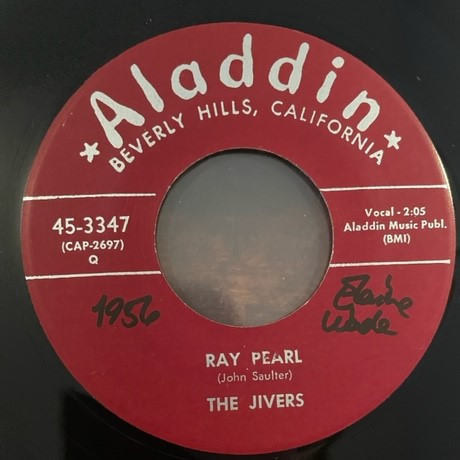 ★ Aladdin ★
BEVERLY HILLS, CALIFORNIA
45-3347
(CAP-2697)
Q
Vocal - 2:05
Aladdin Music Publ.
(BMI)
1956
Elaine
Wade
RAY PEARL
(John Saulter)
THE JIVERS